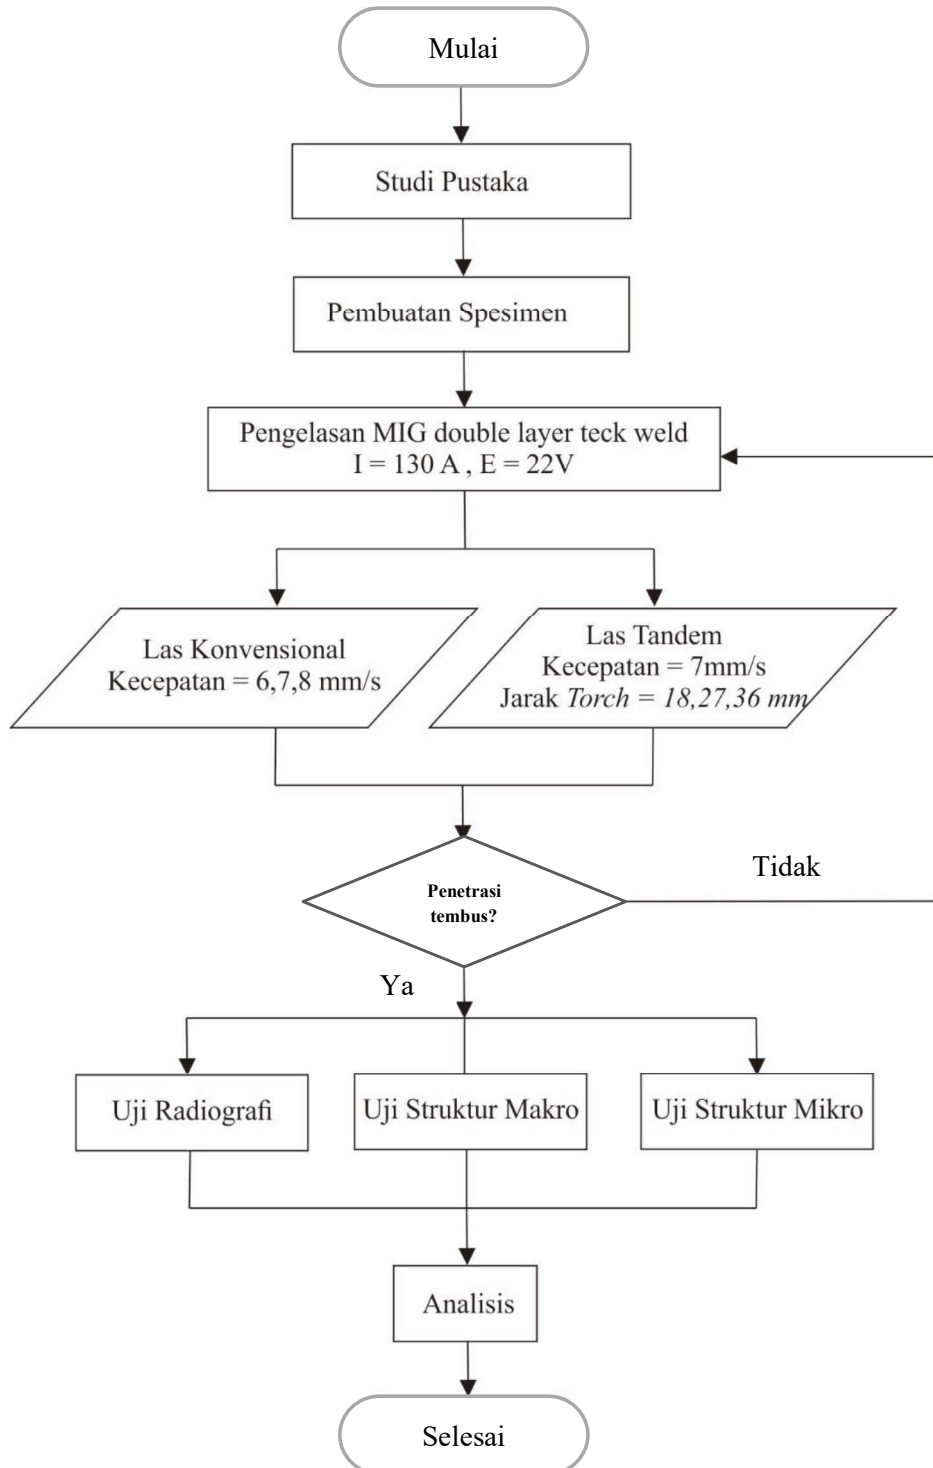 Mulai
Studi Pustaka
Pembuatan Spesimen
Pengelasan MIG double layer teck weld
I = 130 A , E = 22V
Las Konvensional
Kecepatan = 6,7,8 mm/s
Las Tandem
Kecepatan = 7mm/s
Jarak Torch = 18,27,36 mm
Penetrasi
tembus?
Tidak
Ya
Uji Radiografi
Uji Struktur Makro
Uji Struktur Mikro
Analisis
Selesai